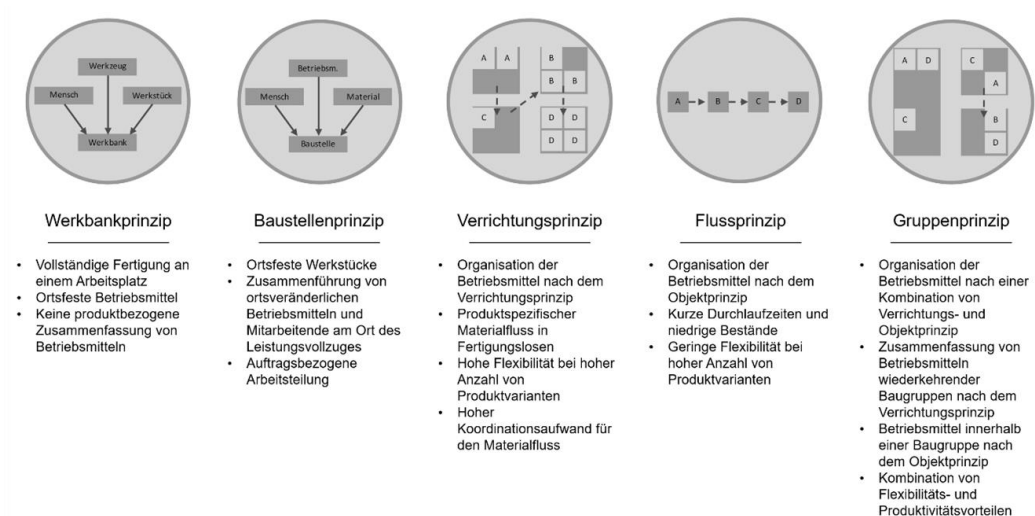 Werkzeug
Mensch
Werkstück
Werkbank
Werkbankprinzip
• Vollständige Fertigung an
einem Arbeitsplatz
• Ortsfeste Betriebsmittel
• Keine produktbezogene
Zusammenfassung von
Betriebsmitteln
Betriebsm.
Mensch
Material
Baustelle
Baustellenprinzip
• Ortsfeste Werkstücke
• Zusammenführung von
ortsveränderlichen
Betriebsmitteln und
Mitarbeitende am Ort des
Leistungsvollzuges
• Auftragsbezogene
Arbeitsteilung
A A B
B B
C D D
D D
Verrichtungsprinzip
• Organisation der
Betriebsmittel nach dem
Verrichtungsprinzip
• Produktspezifischer
Materialfluss in
Fertigungslosen
• Hohe Flexibilität bei hoher
Anzahl von
Produktvarianten
• Hoher
Koordinationsaufwand für
den Materialfluss
A B C D
Flussprinzip
• Organisation der
Betriebsmittel nach dem
Objektprinzip
• Kurze Durchlaufzeiten und
niedrige Bestände
• Geringe Flexibilität bei
hoher Anzahl von
Produktvarianten
A D C
A
C B
D
Gruppenprinzip
• Organisation der
Betriebsmittel nach einer
Kombination von
Verrichtungs- und
Objektprinzip
• Zusammenfassung von
Betriebsmitteln
wiederkehrender
Baugruppen nach dem
Verrichtungsprinzip
• Betriebsmittel innerhalb
einer Baugruppe nach
dem Objektprinzip
• Kombination von
Flexibilitäts- und
Produktivitätsvorteilen